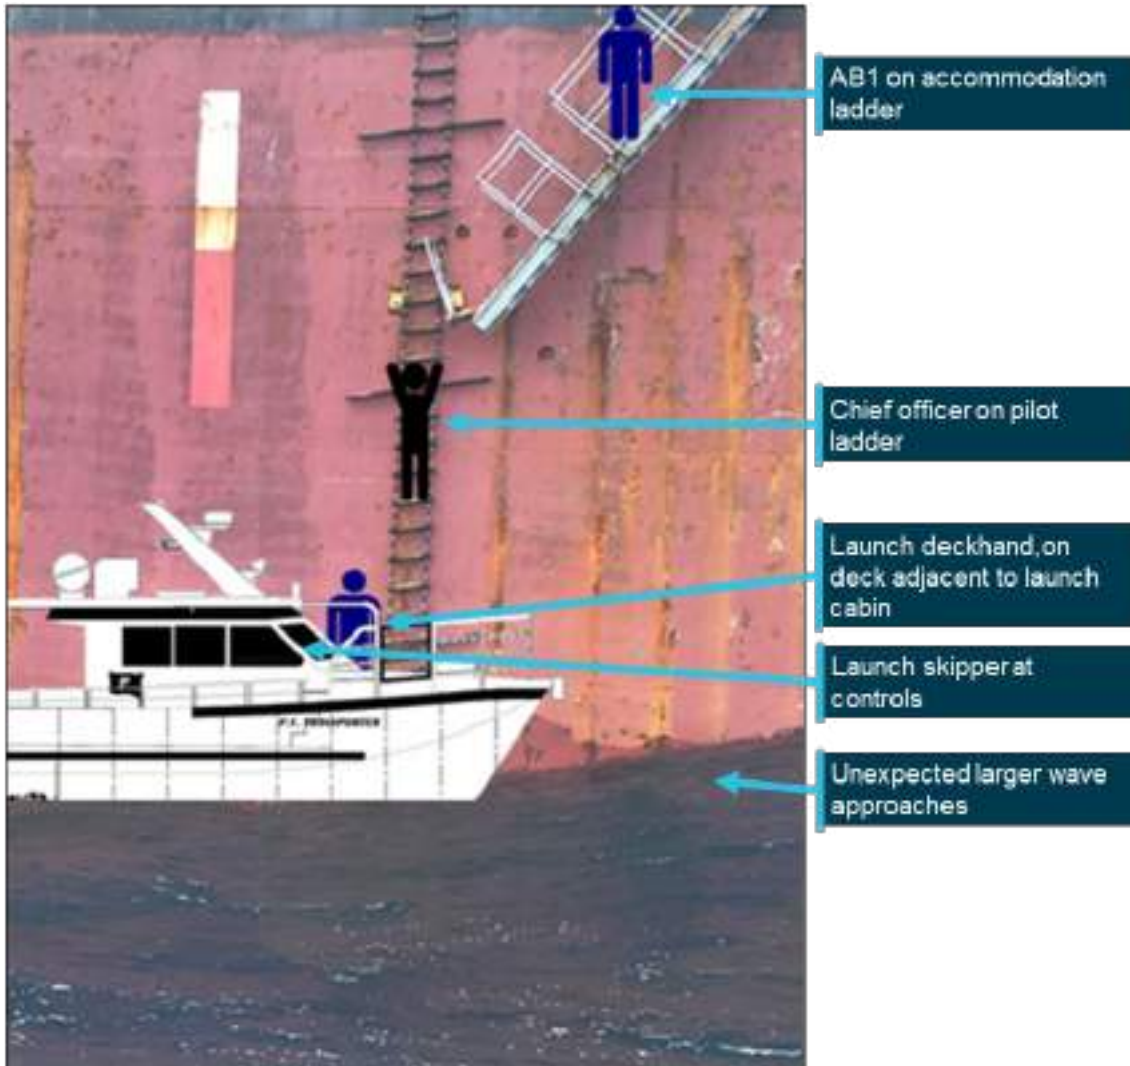 AB1 on accommodation
ladder
Chief officer on pilot
ladder
Launch deckhand, on
deck adjacent to launch
cabin
Launch skipper at
controls
Unexpected larger wave
approaches